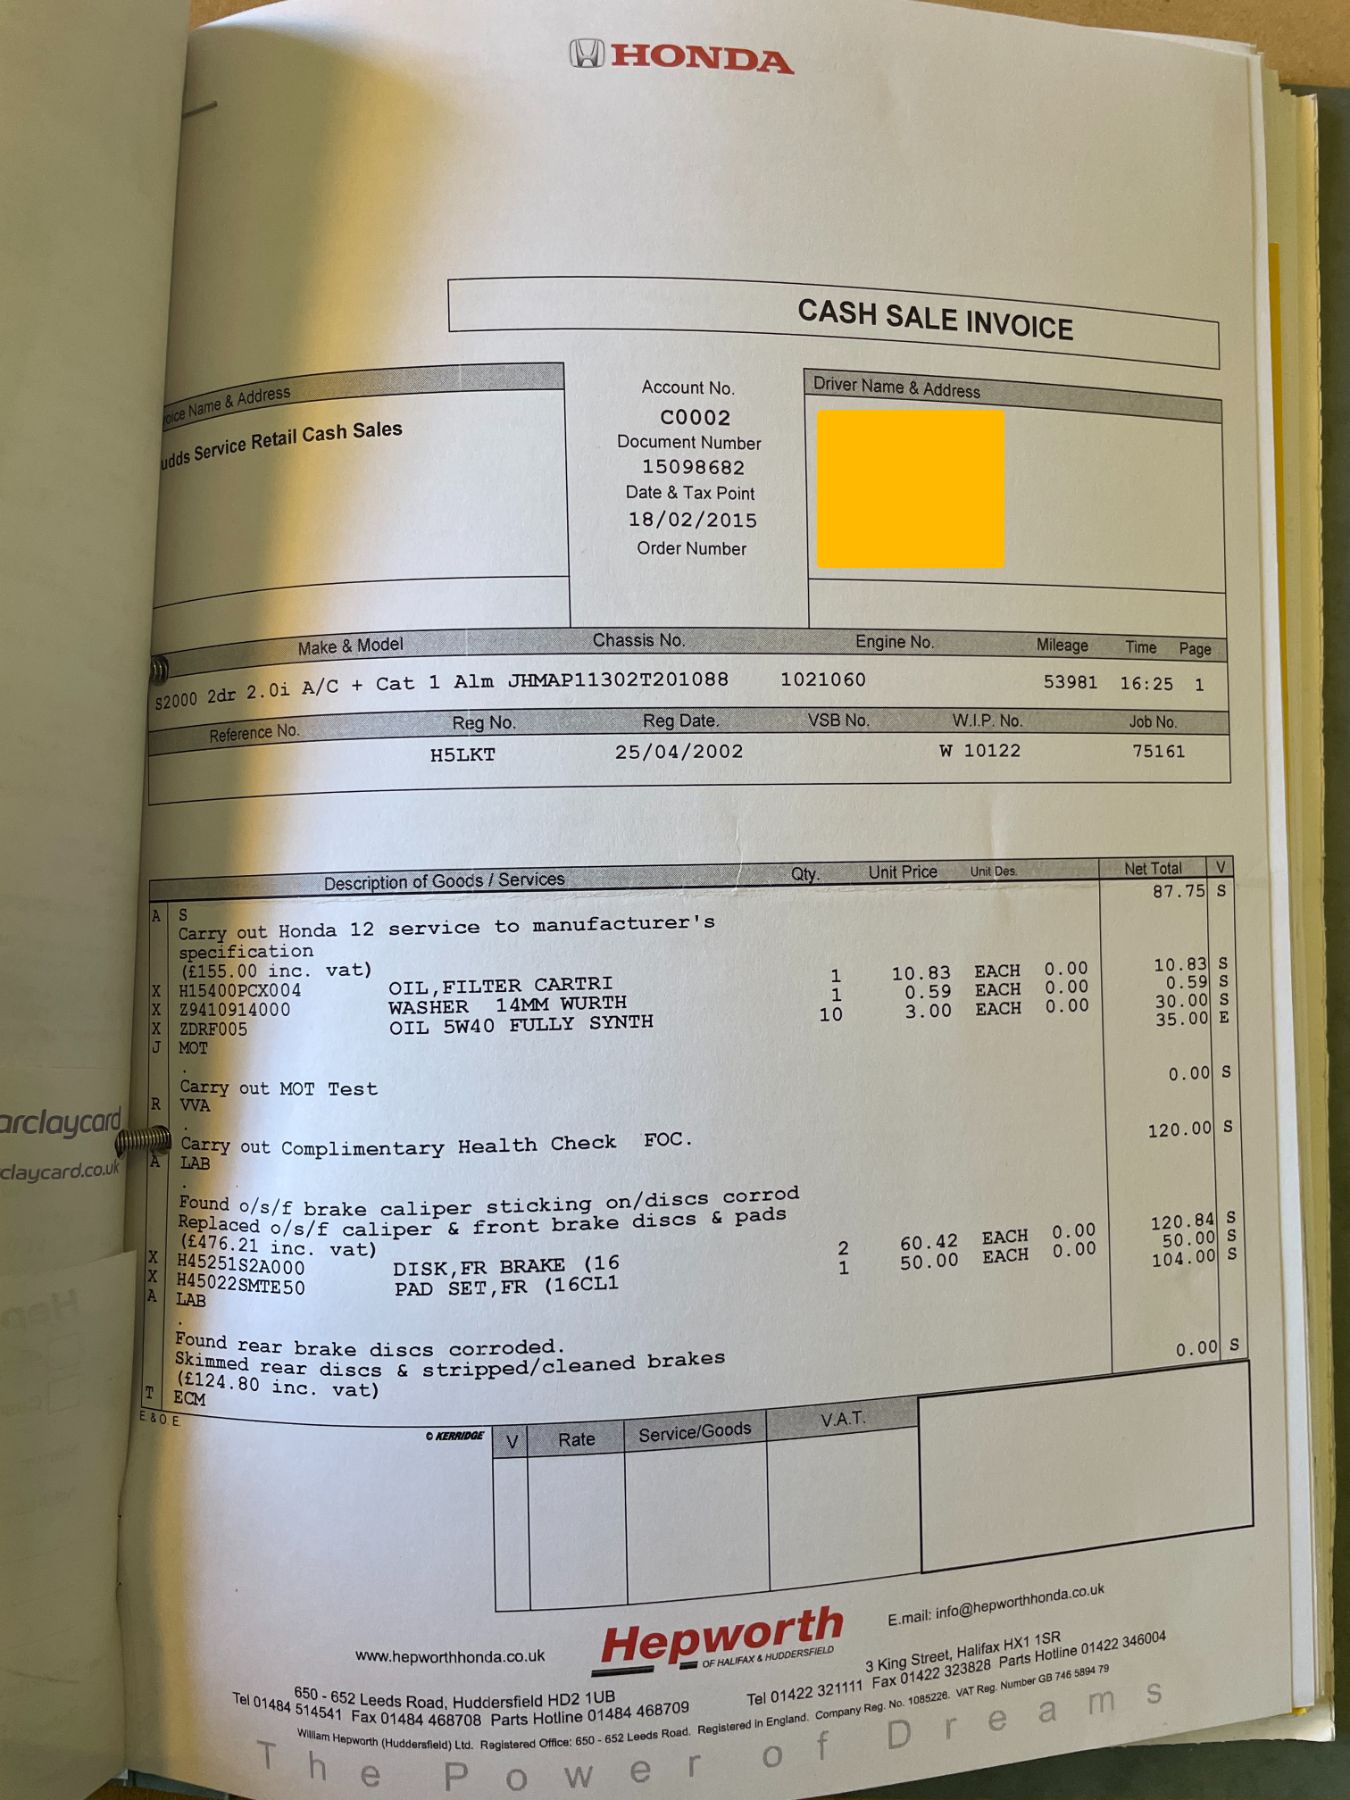 HONDA
CASH SALE INVOICE
oice Name & Address
udds Service Retail Cash Sales
Account No.
C0002
Document Number
15098682
Date & Tax Point
18/02/2015
Order Number
Driver Name & Address
Make & Model Chassis No. Engine No. Mileage Time Page
S2000 2dr 2.0i A/C + Cat 1 Alm JHMAP11302T201088 1021060 53981 16:25 1
Reference No. Reg No. Reg Date. VSB No. W.I.P. No. Job No.
H5LKT 25/04/2002 W 10122 75161
Description of Goods / Services Qty. Unit Price Unit Des. Net Total V
A S 87.75 S
Carry out Honda 12 service to manufacturer's
specification
(£155.00 inc. vat)
X H15400PCX004 OIL,FILTER CARTRI 1 10.83 EACH 0.00 10.83 S
X Z9410914000 WASHER 14MM WURTH 1 0.59 EACH 0.00 0.59 S
X ZDRF005 OIL 5W40 FULLY SYNTH 10 3.00 EACH 0.00 30.00 S
J MOT 35.00 E
.
Carry out MOT Test
R VVA 0.00 S
.
Carry out Complimentary Health Check FOC.
A LAB 120.00 S
.
Found o/s/f brake caliper sticking on/discs corrod
Replaced o/s/f caliper & front brake discs & pads
(£476.21 inc. vat)
X H45251S2A000 DISK,FR BRAKE (16 2 60.42 EACH 0.00 120.84 S
X H45022SMTE50 PAD SET,FR (16CL1 1 50.00 EACH 0.00 50.00 S
A LAB 104.00 S
.
Found rear brake discs corroded.
Skimmed rear discs & stripped/cleaned brakes
(£124.80 inc. vat)
T ECM 0.00 S
E. & O. E.
© KERRIDGE
V Rate Service/Goods V.A.T.
www.hepworthhonda.co.uk
Hepworth
OF HALIFAX & HUDDERSFIELD
E.mail: info@hepworthhonda.co.uk
650 - 652 Leeds Road, Huddersfield HD2 1UB
Tel 01484 514541 Fax 01484 468708 Parts Hotline 01484 468709
3 King Street, Halifax HX1 1SR
Tel 01422 321111 Fax 01422 323828 Parts Hotline 01422 346004
William Hepworth (Huddersfield) Ltd. Registered Office: 650 - 652 Leeds Road. Registered in England. Company Reg. No. 1085226. VAT Reg. Number GB 746 5894 79
The Power of Dreams
arclaycard
claycard.co.uk